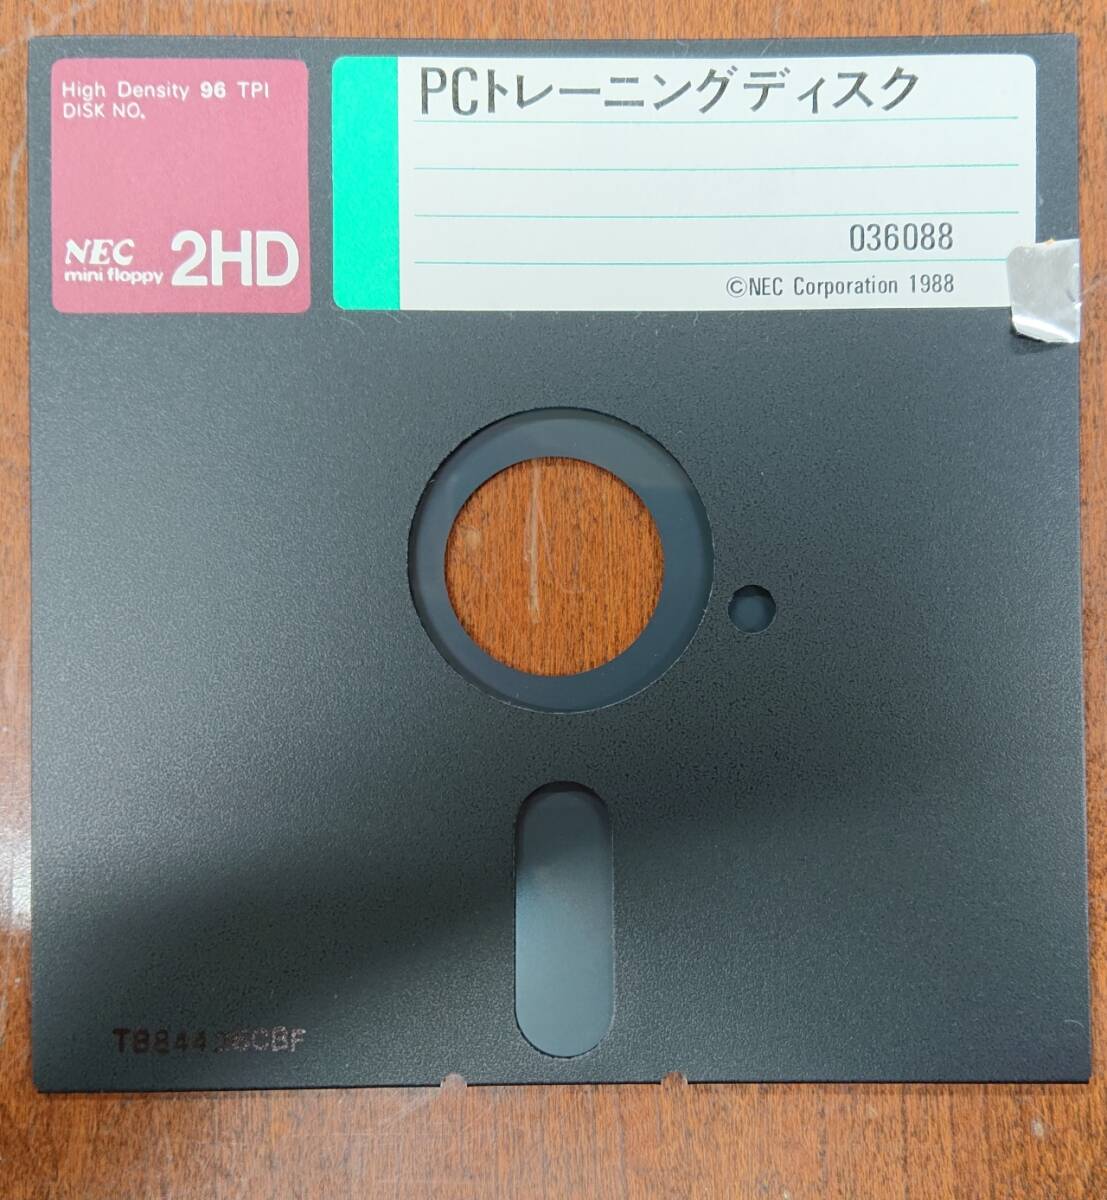 High Density 96 TPI
DISK NO.
NEC
mini floppy 2HD
PCトレーニングディスク
036088
©NEC Corporation 1988